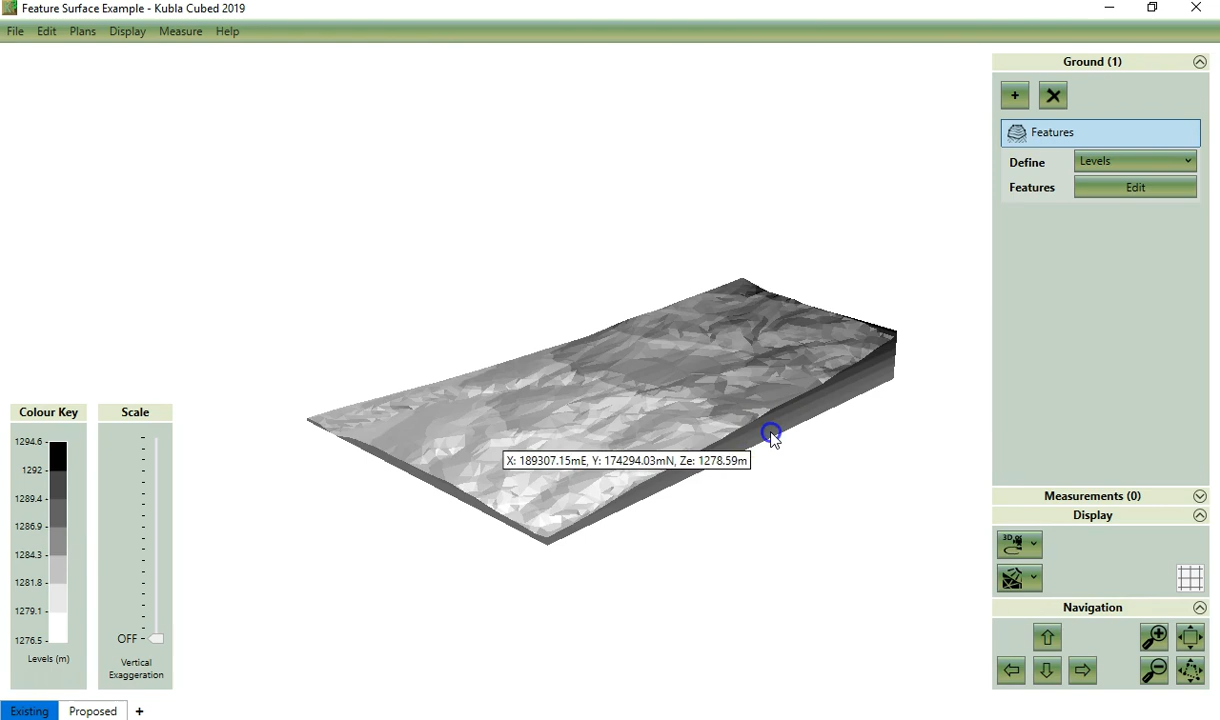 Feature Surface Example - Kubla Cubed 2019
File Edit Plans Display Measure Help
Ground (1)
+
Features
Define Levels
Features Edit
X: 189307.15mE, Y: 174294.03mN, Ze: 1278.59m
Colour Key
1294.6
1292
1289.4
1286.9
1284.3
1281.8
1279.1
1276.5
Levels (m)
Scale
OFF
Vertical
Exaggeration
Measurements (0)
Display
3D
Navigation
Existing Proposed +